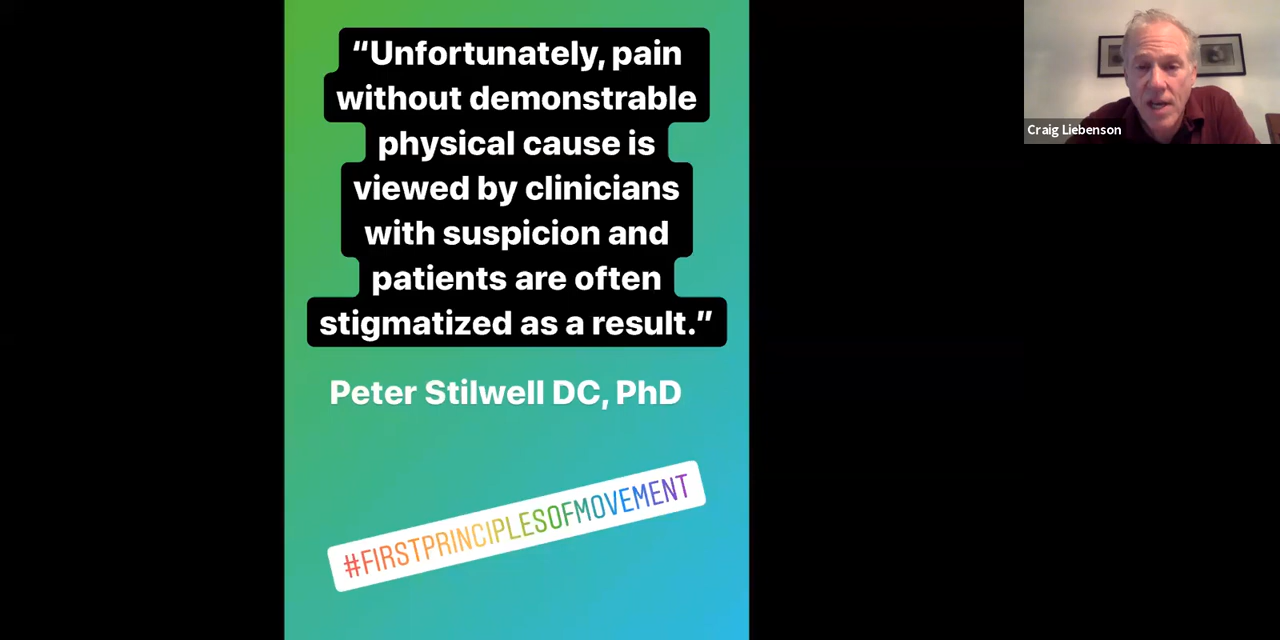 “Unfortunately, pain
without demonstrable
physical cause is
viewed by clinicians
with suspicion and
patients are often
stigmatized as a result.”
Peter Stilwell DC, PhD
#FIRSTPRINCIPLESOFMOVEMENT
Craig Liebenson